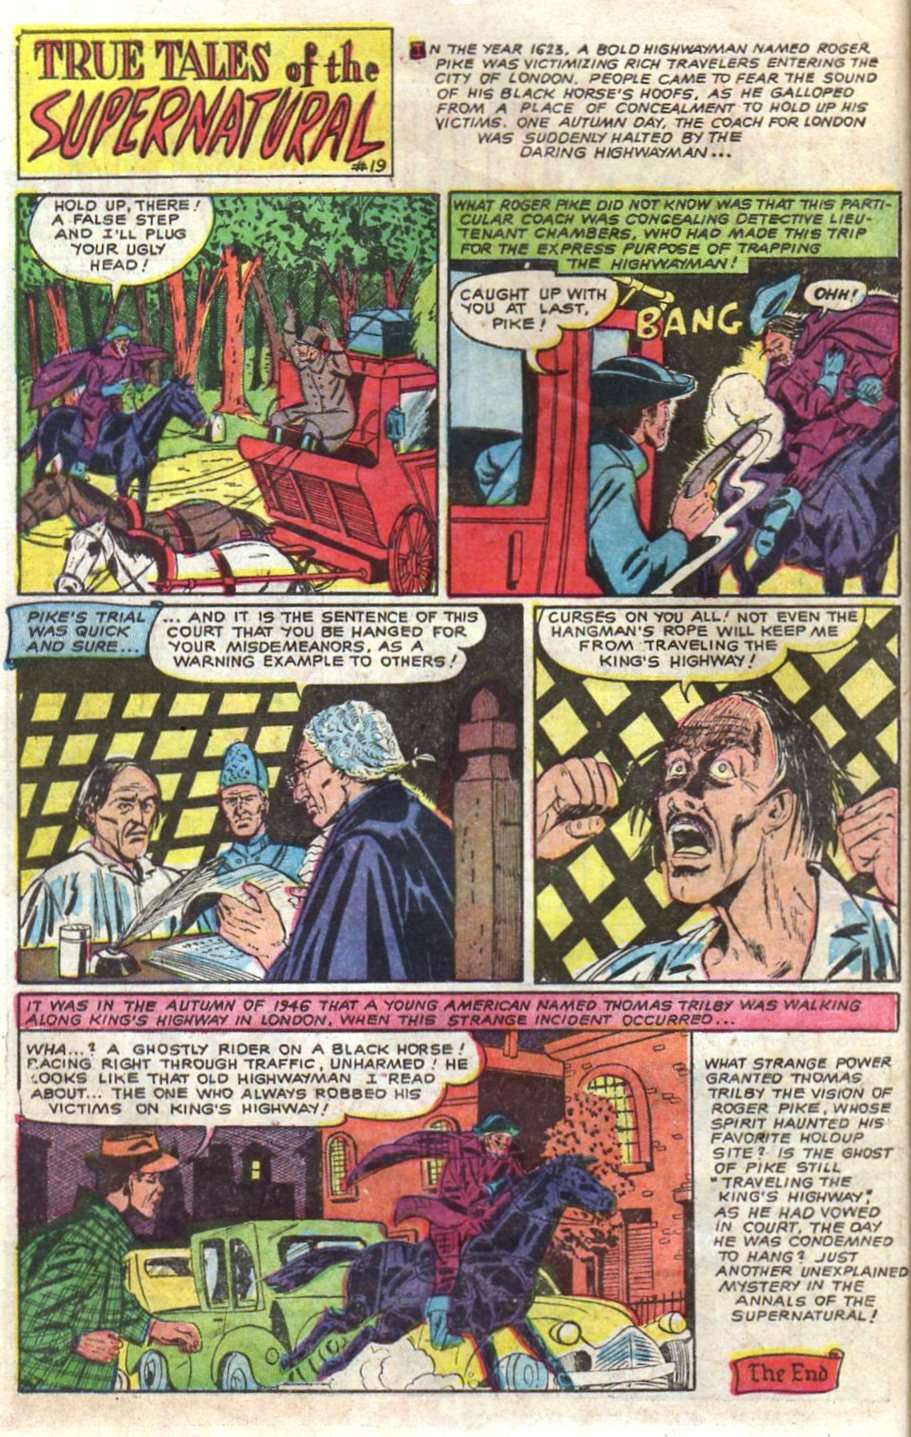 TRUE TALES of the
SUPERNATURAL
#19
IN THE YEAR 1623, A BOLD HIGHWAYMAN NAMED ROGER
PIKE WAS VICTIMIZING RICH TRAVELERS ENTERING THE
CITY OF LONDON. PEOPLE CAME TO FEAR THE SOUND
OF HIS BLACK HORSE'S HOOFS, AS HE GALLOPED
FROM A PLACE OF CONCEALMENT TO HOLD UP HIS
VICTIMS. ONE AUTUMN DAY, THE COACH FOR LONDON
WAS SUDDENLY HALTED BY THE
DARING HIGHWAYMAN...
HOLD UP, THERE!
A FALSE STEP
AND I'LL PLUG
YOUR UGLY
HEAD!
WHAT ROGER PIKE DID NOT KNOW WAS THAT THIS PARTI-
CULAR COACH WAS CONCEALING DETECTIVE LIEU-
TENANT CHAMBERS, WHO HAD MADE THIS TRIP
FOR THE EXPRESS PURPOSE OF TRAPPING
THE HIGHWAYMAN!
CAUGHT UP WITH
YOU AT LAST,
PIKE!
BANG
OHH!
PIKE'S TRIAL
WAS QUICK
AND SURE...
... AND IT IS THE SENTENCE OF THIS
COURT THAT YOU BE HANGED FOR
YOUR MISDEMEANORS, AS A
WARNING EXAMPLE TO OTHERS!
CURSES ON YOU ALL! NOT EVEN THE
HANGMAN'S ROPE WILL KEEP ME
FROM TRAVELING THE
KING'S HIGHWAY!
IT WAS IN THE AUTUMN OF 1946 THAT A YOUNG AMERICAN NAMED THOMAS TRILBY WAS WALKING
ALONG KING'S HIGHWAY IN LONDON, WHEN THIS STRANGE INCIDENT OCCURRED...
WHA...? A GHOSTLY RIDER ON A BLACK HORSE!
RACING RIGHT THROUGH TRAFFIC, UNHARMED! HE
LOOKS LIKE THAT OLD HIGHWAYMAN I READ
ABOUT... THE ONE WHO ALWAYS ROBBED HIS
VICTIMS ON KING'S HIGHWAY!
WHAT STRANGE POWER
GRANTED THOMAS
TRILBY THE VISION OF
ROGER PIKE, WHOSE
SPIRIT HAUNTED HIS
FAVORITE HOLDUP
SITE? IS THE GHOST
OF PIKE STILL
"TRAVELING THE
KING'S HIGHWAY",
AS HE HAD VOWED
IN COURT, THE DAY
HE WAS CONDEMNED
TO HANG? JUST
ANOTHER UNEXPLAINED
MYSTERY IN THE
ANNALS OF THE
SUPERNATURAL!
The End